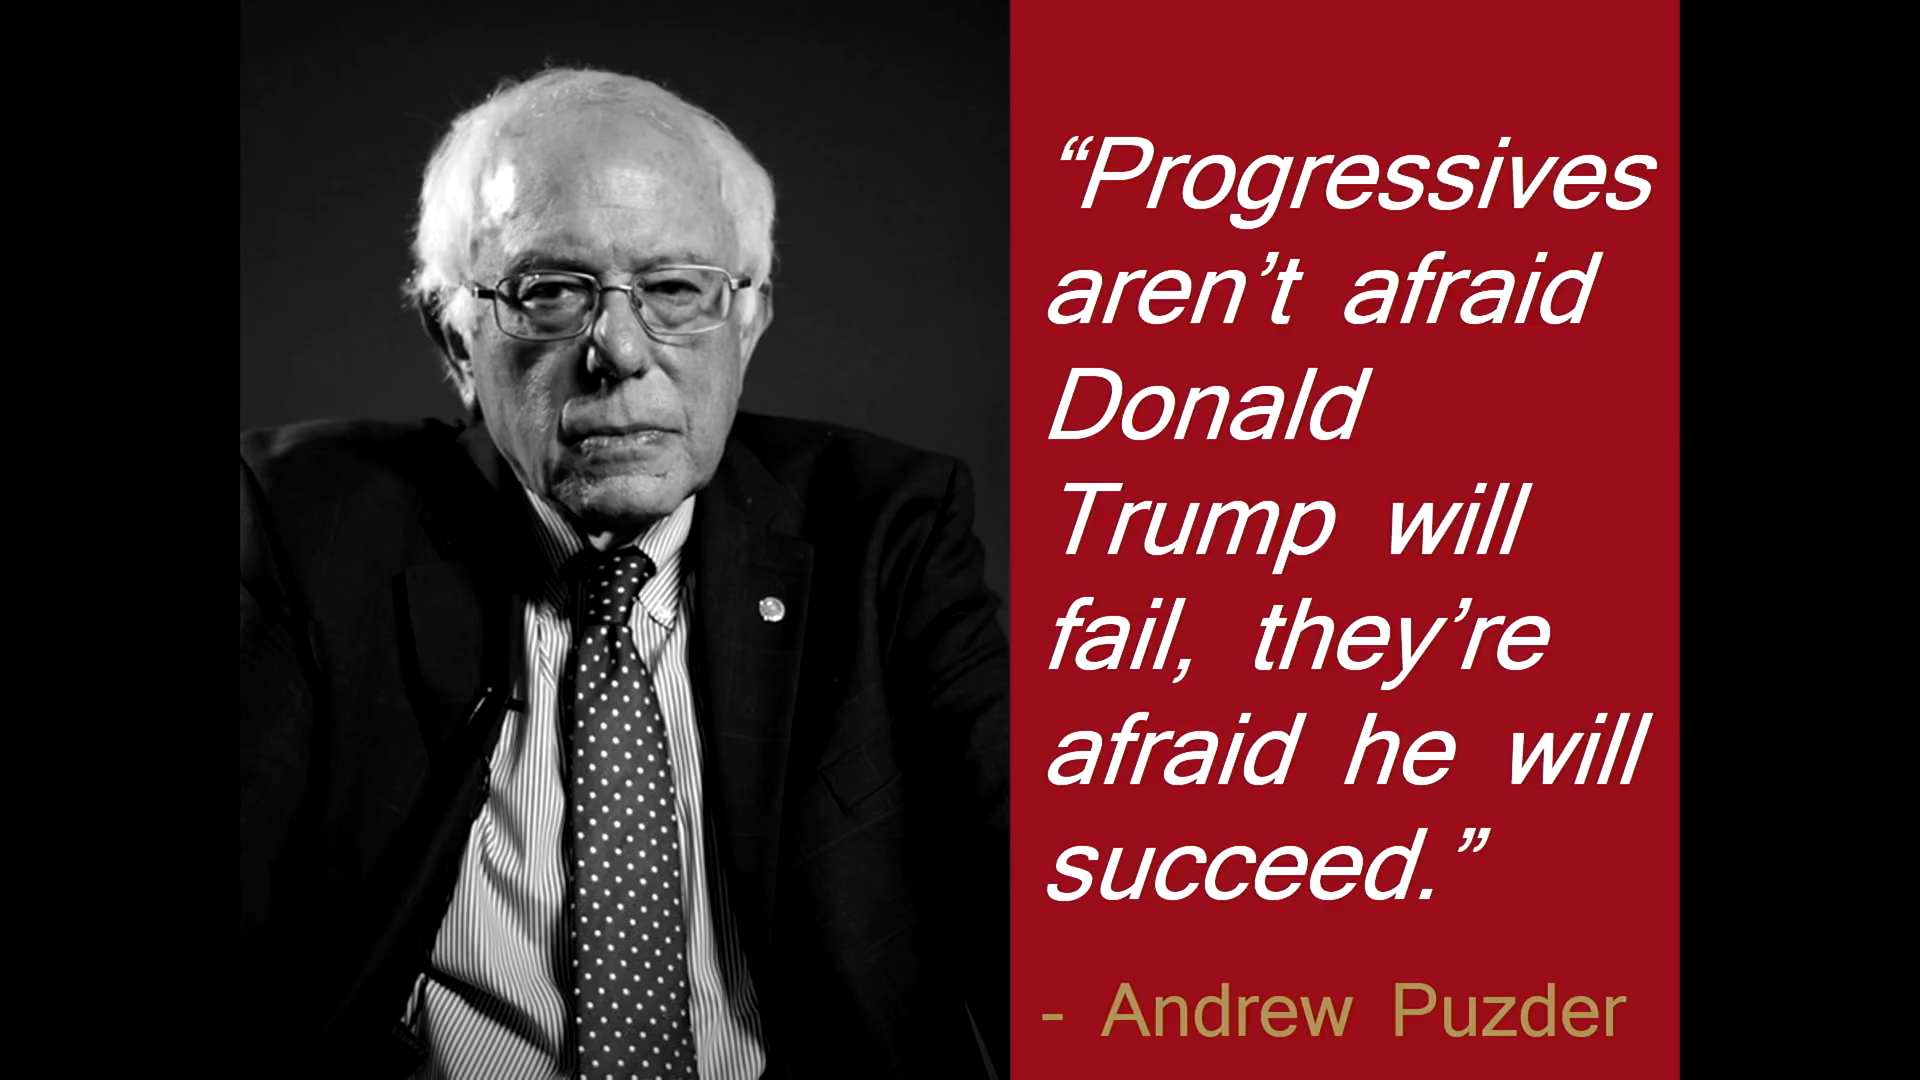 “Progressives
aren’t afraid
Donald
Trump will
fail, they’re
afraid he will
succeed.”
- Andrew Puzder